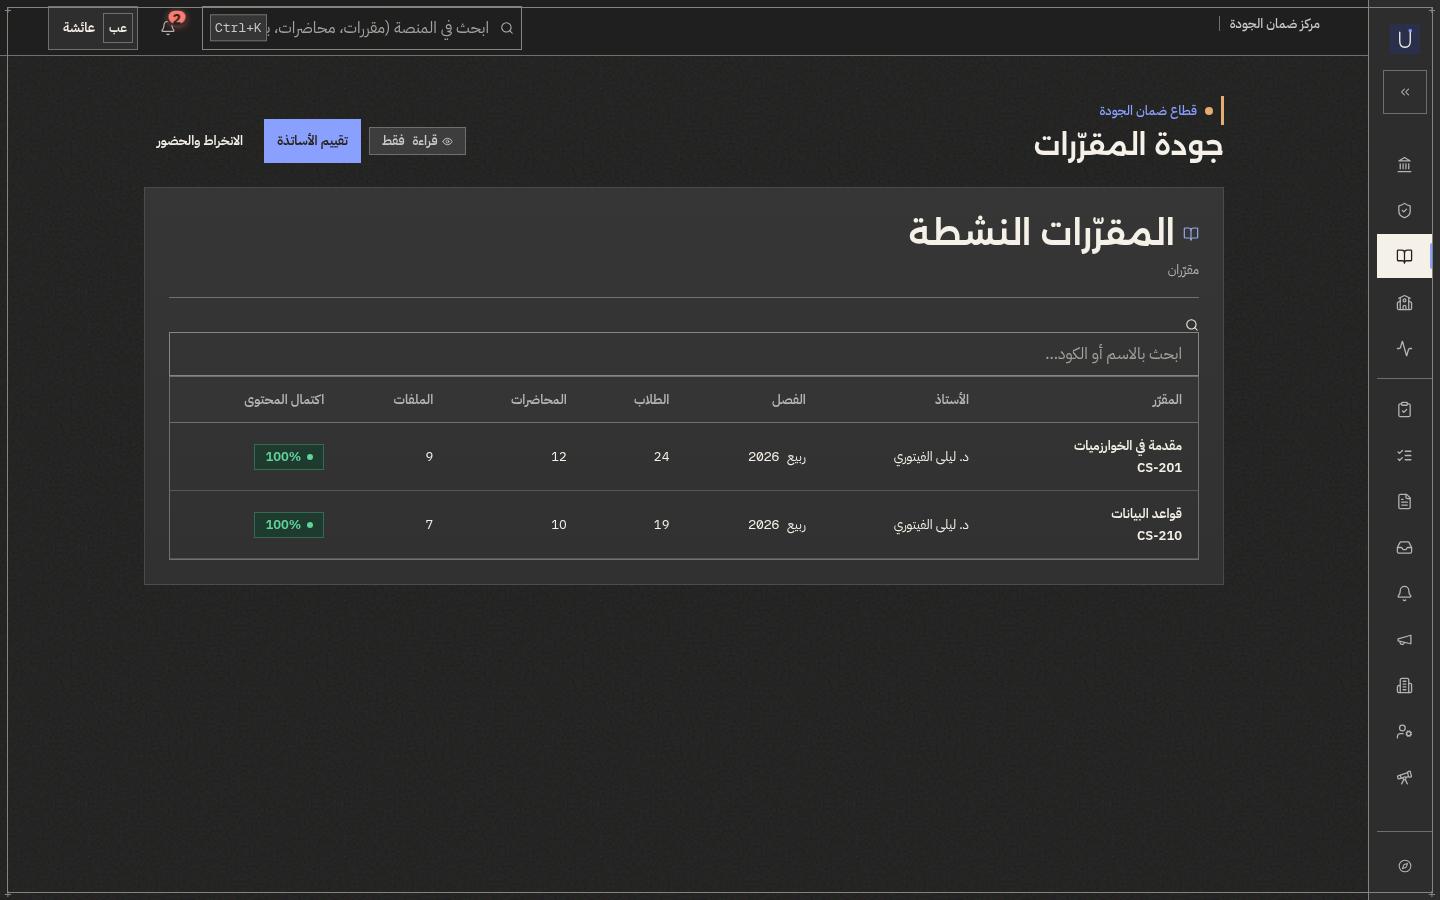 مركز ضمان الجودة
ابحث في المنصة (مقررات، محاضرات، ي
Ctrl+K
2
عب
عائشة
قطاع ضمان الجودة
جودة المقرّرات
قراءة فقط
تقييم الأساتذة
الانخراط والحضور
المقرّرات النشطة
مقرّران
ابحث بالاسم أو الكود...
المقرّر الأستاذ الفصل الطلاب المحاضرات الملفات اكتمال المحتوى
مقدمة في الخوارزميات
CS-201
د. ليلى الفيتوري ربيع 2026 24 12 9 100%
قواعد البيانات
CS-210
د. ليلى الفيتوري ربيع 2026 19 10 7 100%